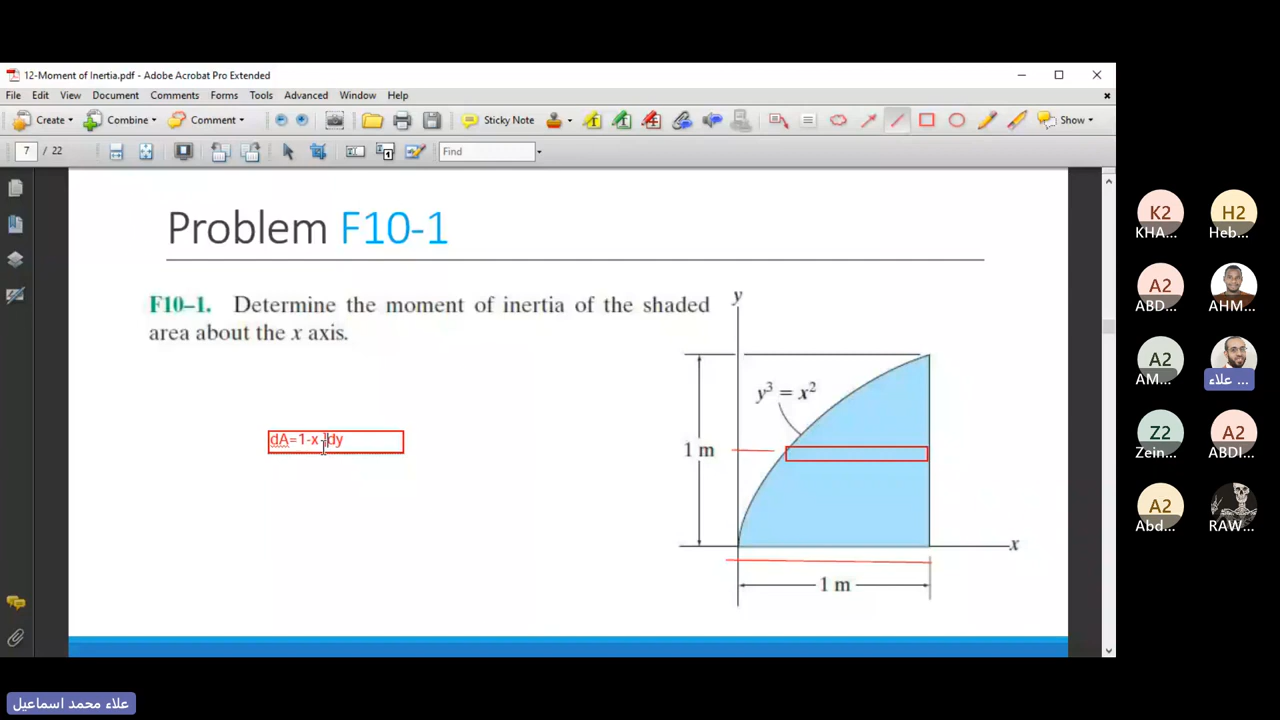 12-Moment of Inertia.pdf - Adobe Acrobat Pro Extended
File Edit View Document Comments Forms Tools Advanced Window Help
Create Combine Comment Sticky Note Show
7 / 22 Find
Problem F10-1
F10–1. Determine the moment of inertia of the shaded
area about the x axis.
y
y³ = x²
1 m
x
1 m
dA=1-x dy
K2
KHA...
H2
Heb...
A2
ABD...
AHM...
A2
AM...
علاء ...
Z2
Zein...
A2
ABDI...
A2
Abd...
RAW...
علاء محمد اسماعيل